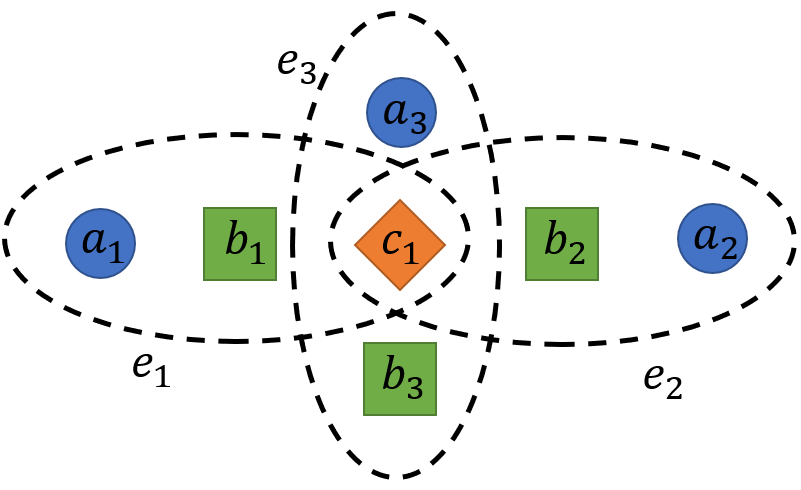 e₃
a₃
a₁ b₁ c₁ b₂ a₂
e₁ b₃ e₂